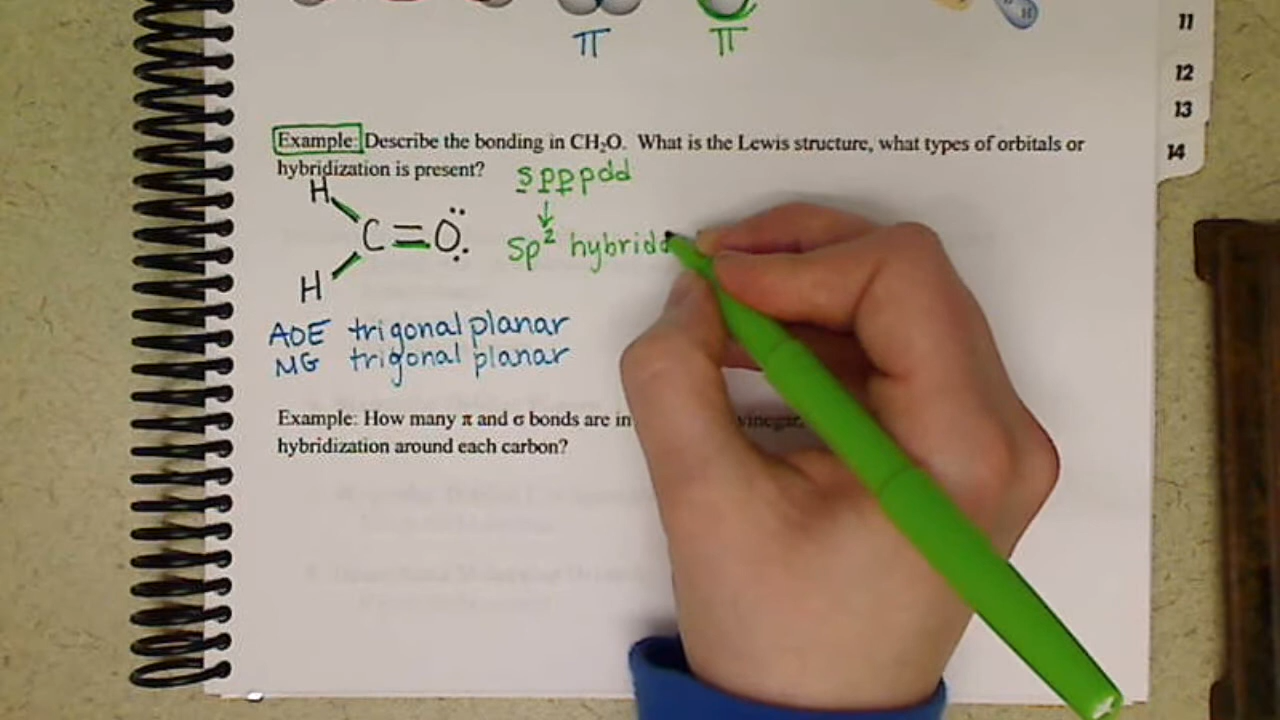 π π
11
12
13
14
Example: Describe the bonding in CH₂O. What is the Lewis structure, what types of orbitals or
hybridization is present?
spppdd
H
C=O
H
sp² hybrid
AOE trigonal planar
MG trigonal planar
Example: How many π and σ bonds are in vinegar,
hybridization around each carbon?